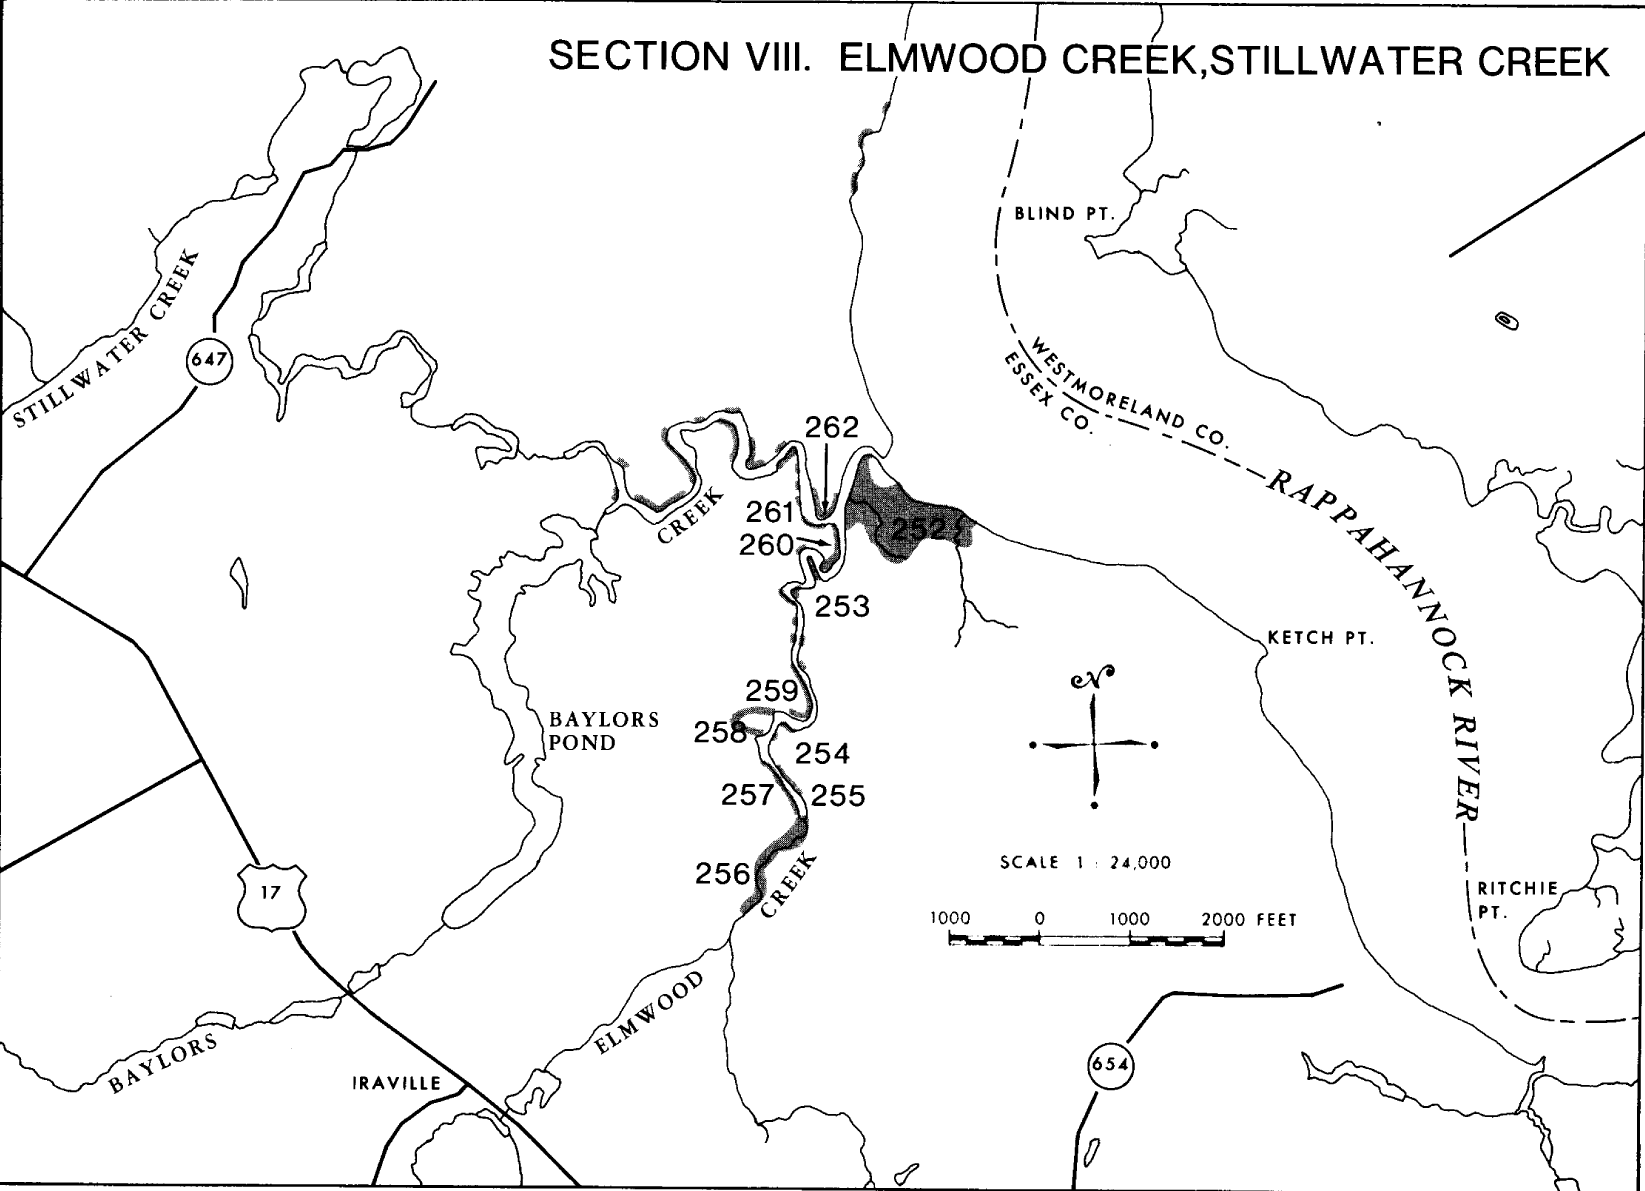 SECTION VIII. ELMWOOD CREEK,STILLWATER CREEK
BLIND PT.
STILLWATER CREEK
647
WESTMORELAND CO.
ESSEX CO.
RAPPAHANNOCK RIVER
262
CREEK
261
252
260
253
KETCH PT.
N
259
BAYLORS
POND
258
254
257
255
SCALE 1 : 24,000
256
CREEK
17
RITCHIE
PT.
1000 0 1000 2000 FEET
ELMWOOD
BAYLORS
654
IRAVILLE